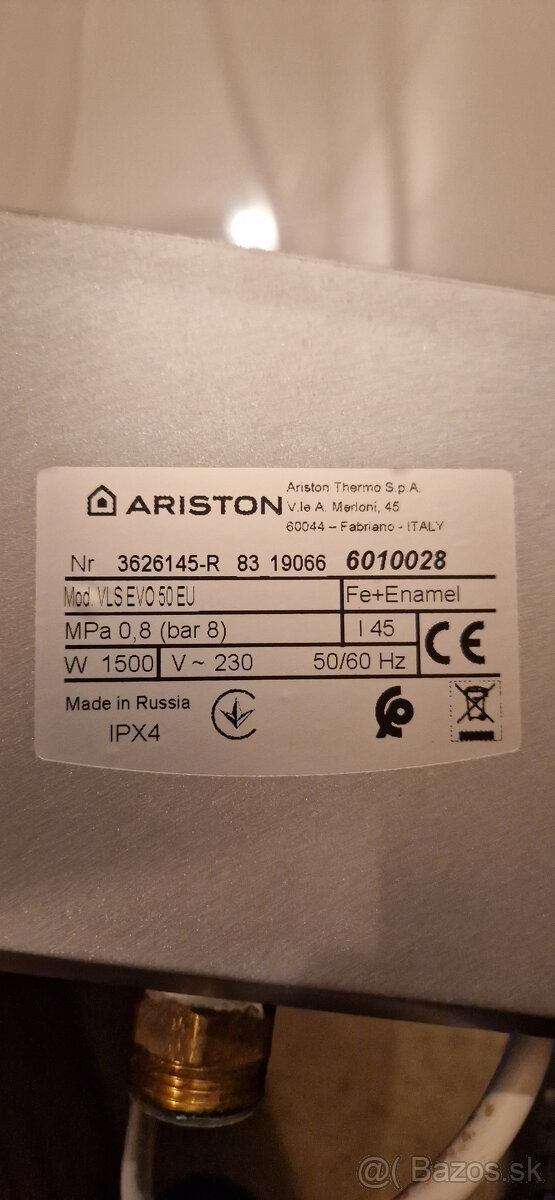 ARISTON
Ariston Thermo S.p.A.
V.le A. Merloni, 45
60044 – Fabriano - ITALY
Nr 3626145-R 83 19066 6010028
Mod. VLS EVO 50 EU Fe+Enamel
MPa 0,8 (bar 8) l 45
CE
W 1500 V ~ 230 50/60 Hz
Made in Russia
IPX4
@( Bazos.sk